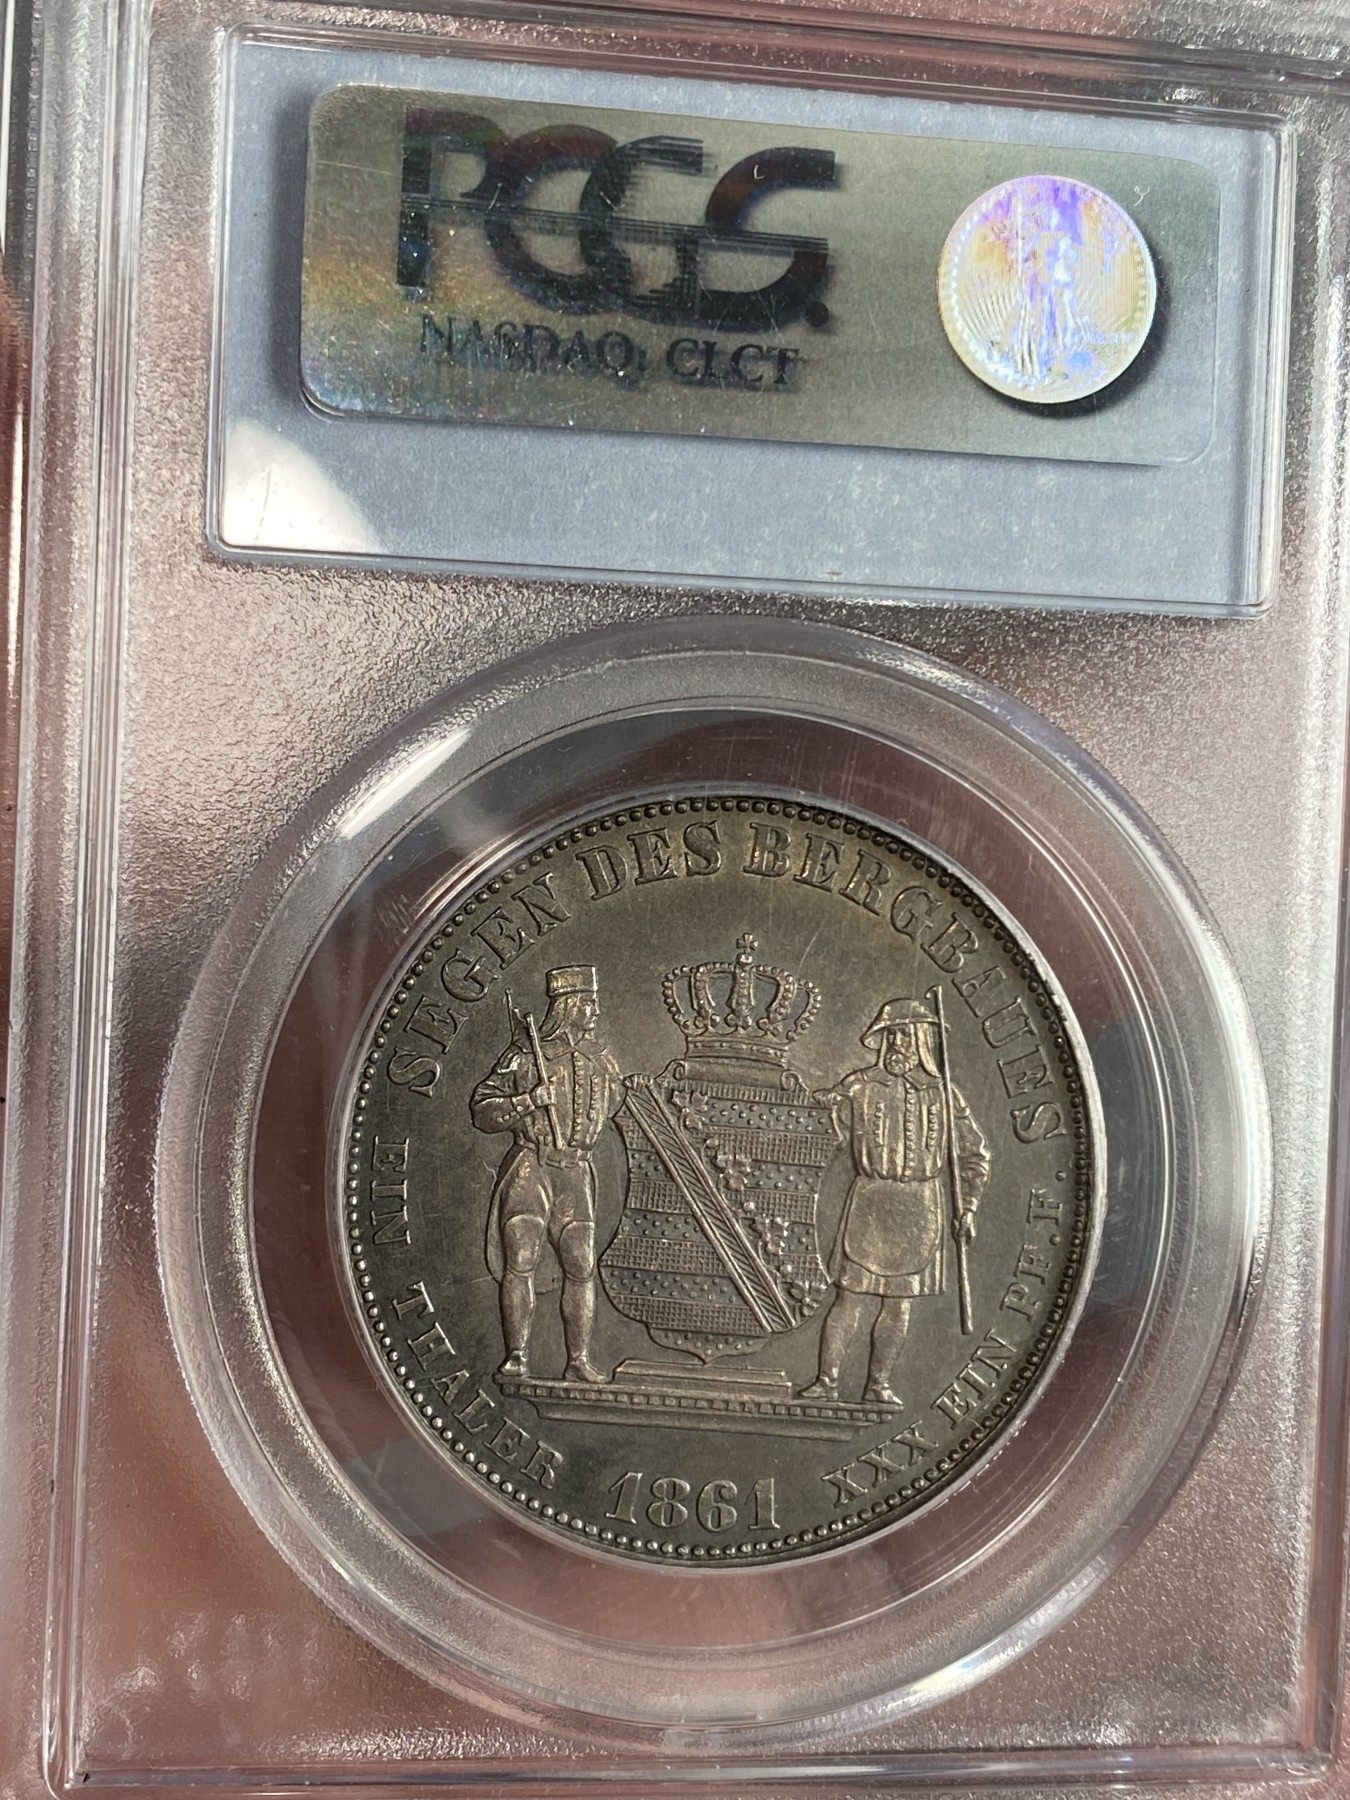 PCGS.
NASDAQ: CLCT
SEGEN DES BERGBAUES.
EIN THALER 1861 XXX EIN PF. F.